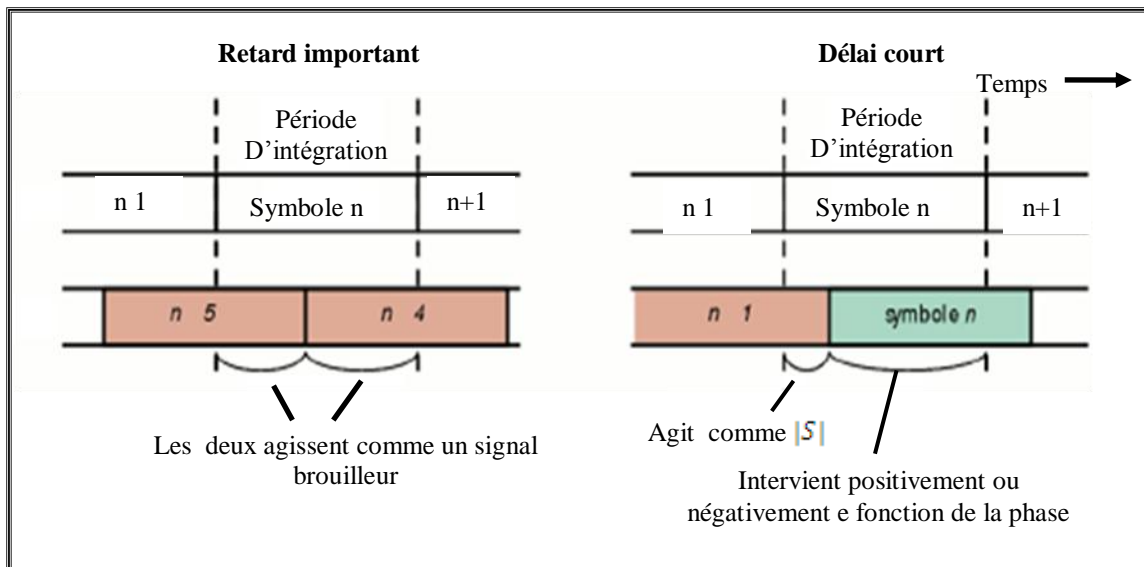 Retard important
Délai court
Temps
Période
D’intégration
n 1
Symbole n
n+1
n 5
n 4
Les deux agissent comme un signal
brouilleur
Période
D’intégration
n 1
Symbole n
n+1
n 1
symbole n
Agit comme |S|
Intervient positivement ou
négativement e fonction de la phase